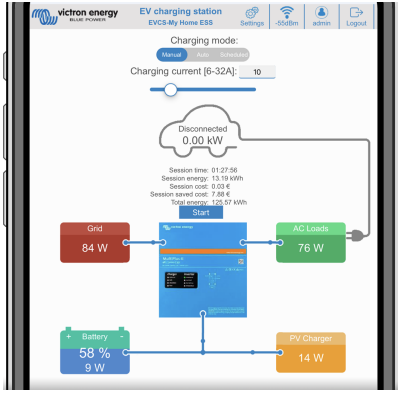 victron energy
BLUE POWER
EV charging station
EVCS-My Home ESS
Settings
-55dBm
admin
Logout
Charging mode:
Manual Auto Scheduled
Charging current [6-32A]: 10
Disconnected
0.00 kW
Session time: 01:27:56
Session energy: 13.19 kWh
Session cost: 0.03 €
Session saved cost: 7.88 €
Total energy: 125.57 kWh
Start
Grid
84 W
victron energy
AC Loads
76 W
+ Battery -
58 %
9 W
PV Charger
14 W